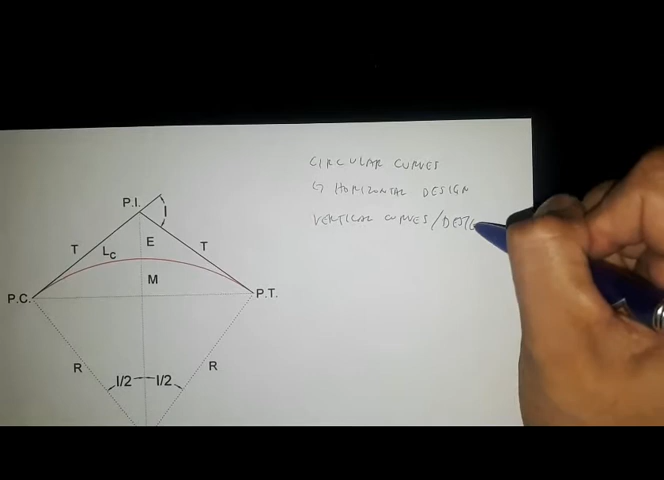 CIRCULAR CURVES
↳ HORIZONTAL DESIGN
VERTICAL CURVES/DESIG
P.I.
I
T
LC
E
T
M
P.C.
P.T.
R
R
I/2
I/2